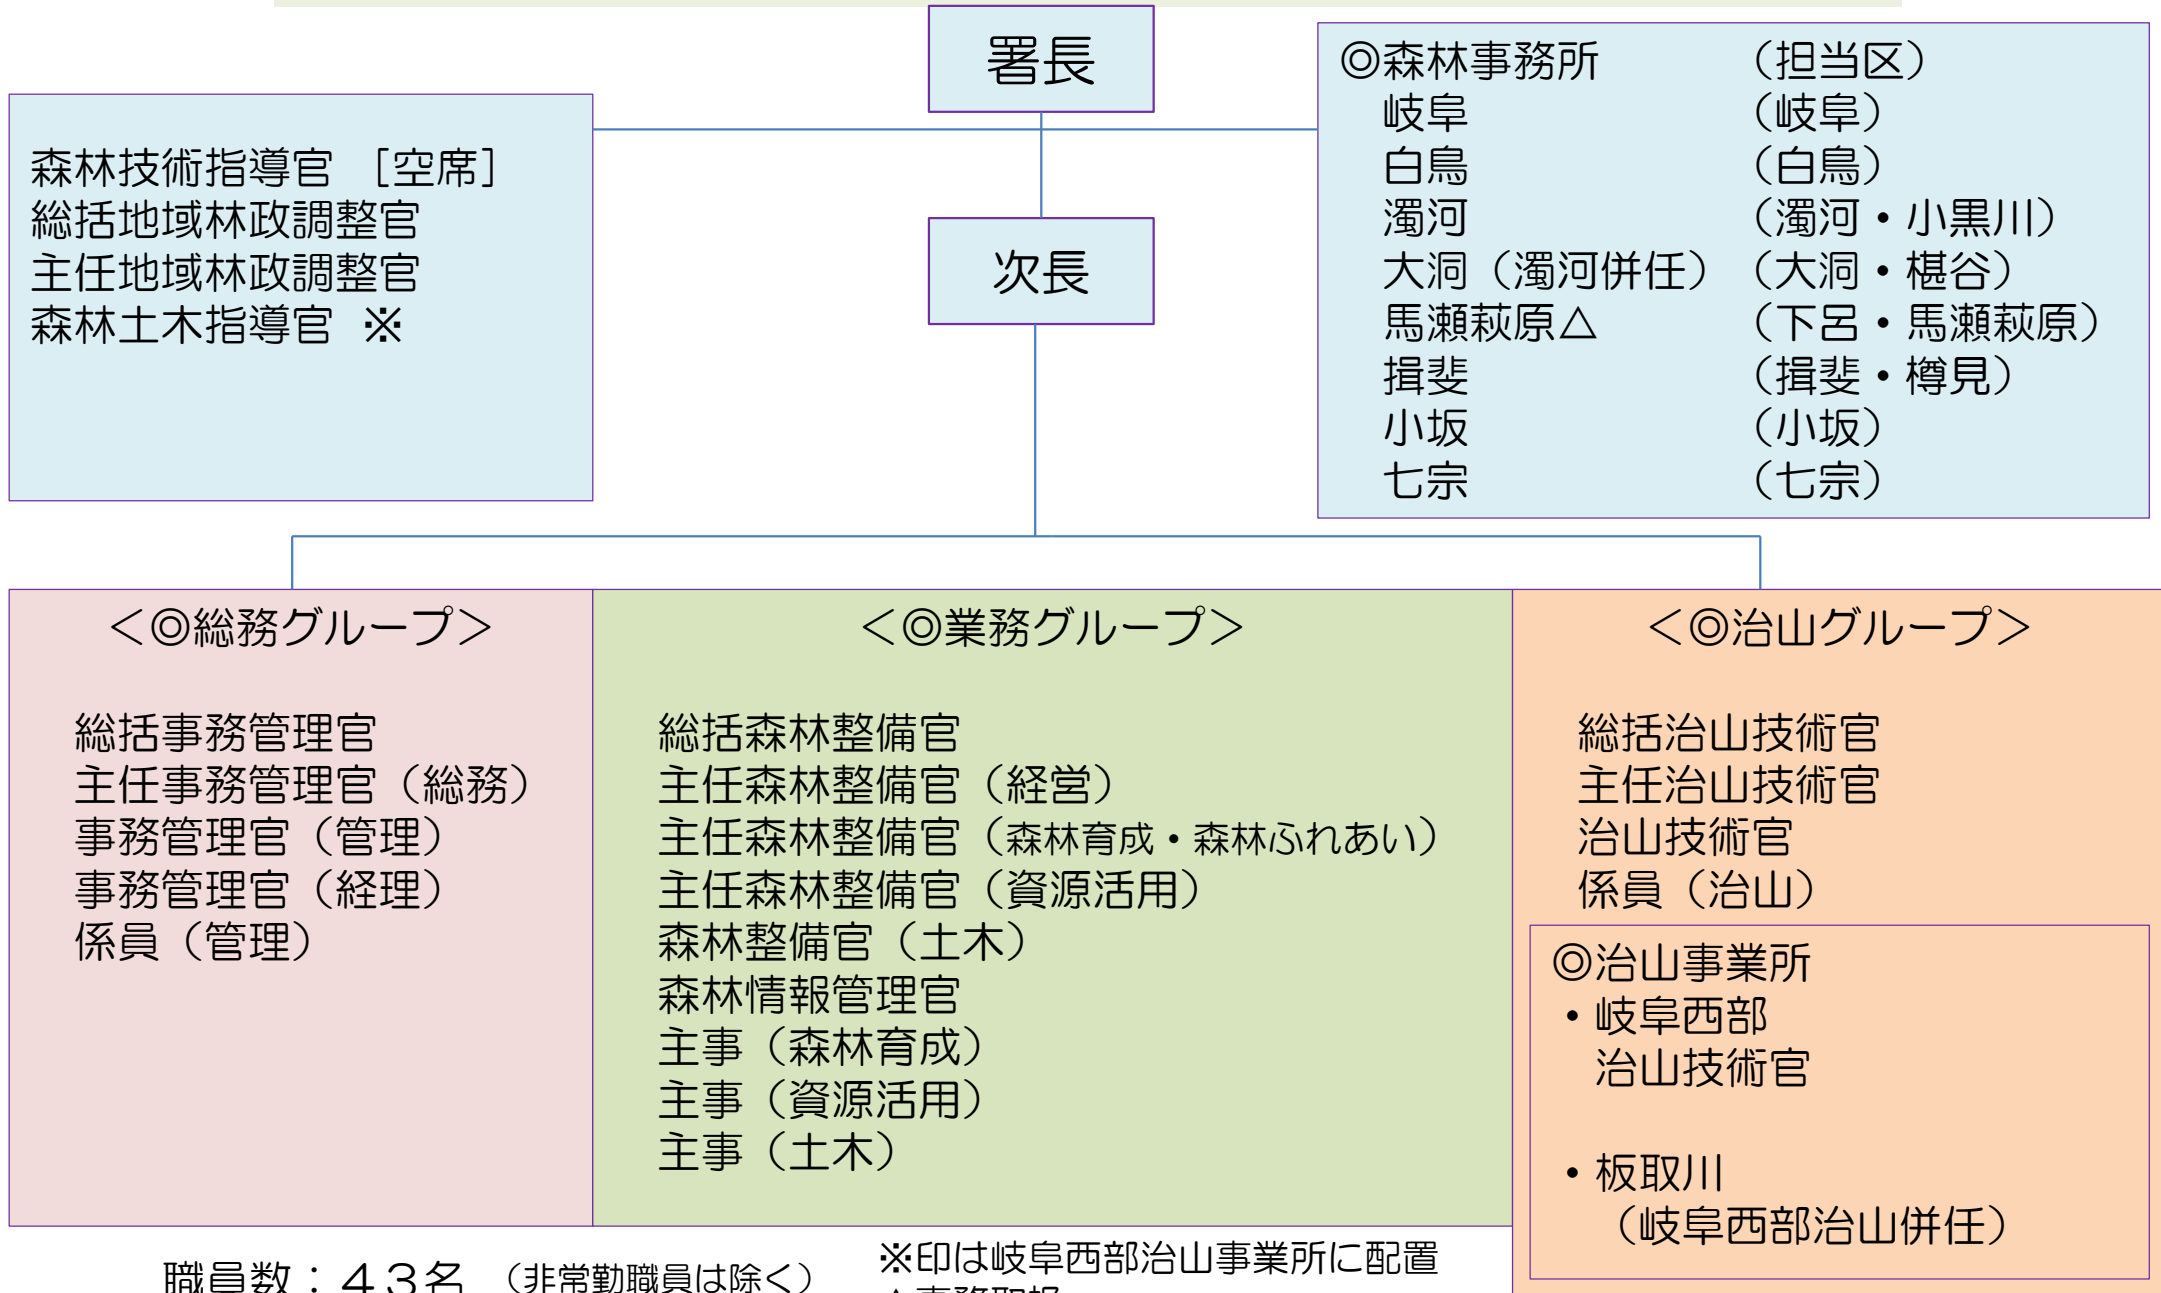 署長
次長
森林技術指導官 [空席]
総括地域林政調整官
主任地域林政調整官
森林土木指導官 ※
◎森林事務所 (担当区)
岐阜 (岐阜)
白鳥 (白鳥)
濁河 (濁河・小黒川)
大洞(濁河併任) (大洞・椹谷)
馬瀬萩原△ (下呂・馬瀬萩原)
揖斐 (揖斐・樽見)
小坂 (小坂)
七宗 (七宗)
<◎総務グループ>
総括事務管理官
主任事務管理官(総務)
事務管理官(管理)
事務管理官(経理)
係員(管理)
<◎業務グループ>
総括森林整備官
主任森林整備官(経営)
主任森林整備官(森林育成・森林ふれあい)
主任森林整備官(資源活用)
森林整備官(土木)
森林情報管理官
主事(森林育成)
主事(資源活用)
主事(土木)
<◎治山グループ>
総括治山技術官
主任治山技術官
治山技術官
係員(治山)
◎治山事業所
・岐阜西部
治山技術官
・板取川
(岐阜西部治山併任)
職員数:43名 (非常勤職員は除く)
※印は岐阜西部治山事業所に配置
△事務取扱